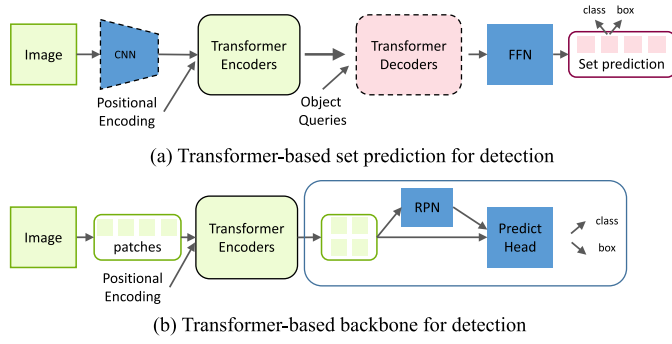 class box
Image
CNN
Transformer
Encoders
Transformer
Decoders
FFN
Set prediction
Positional
Encoding
Object
Queries
(a) Transformer-based set prediction for detection
Image
patches
Transformer
Encoders
RPN
Predict
Head
class
box
Positional
Encoding
(b) Transformer-based backbone for detection